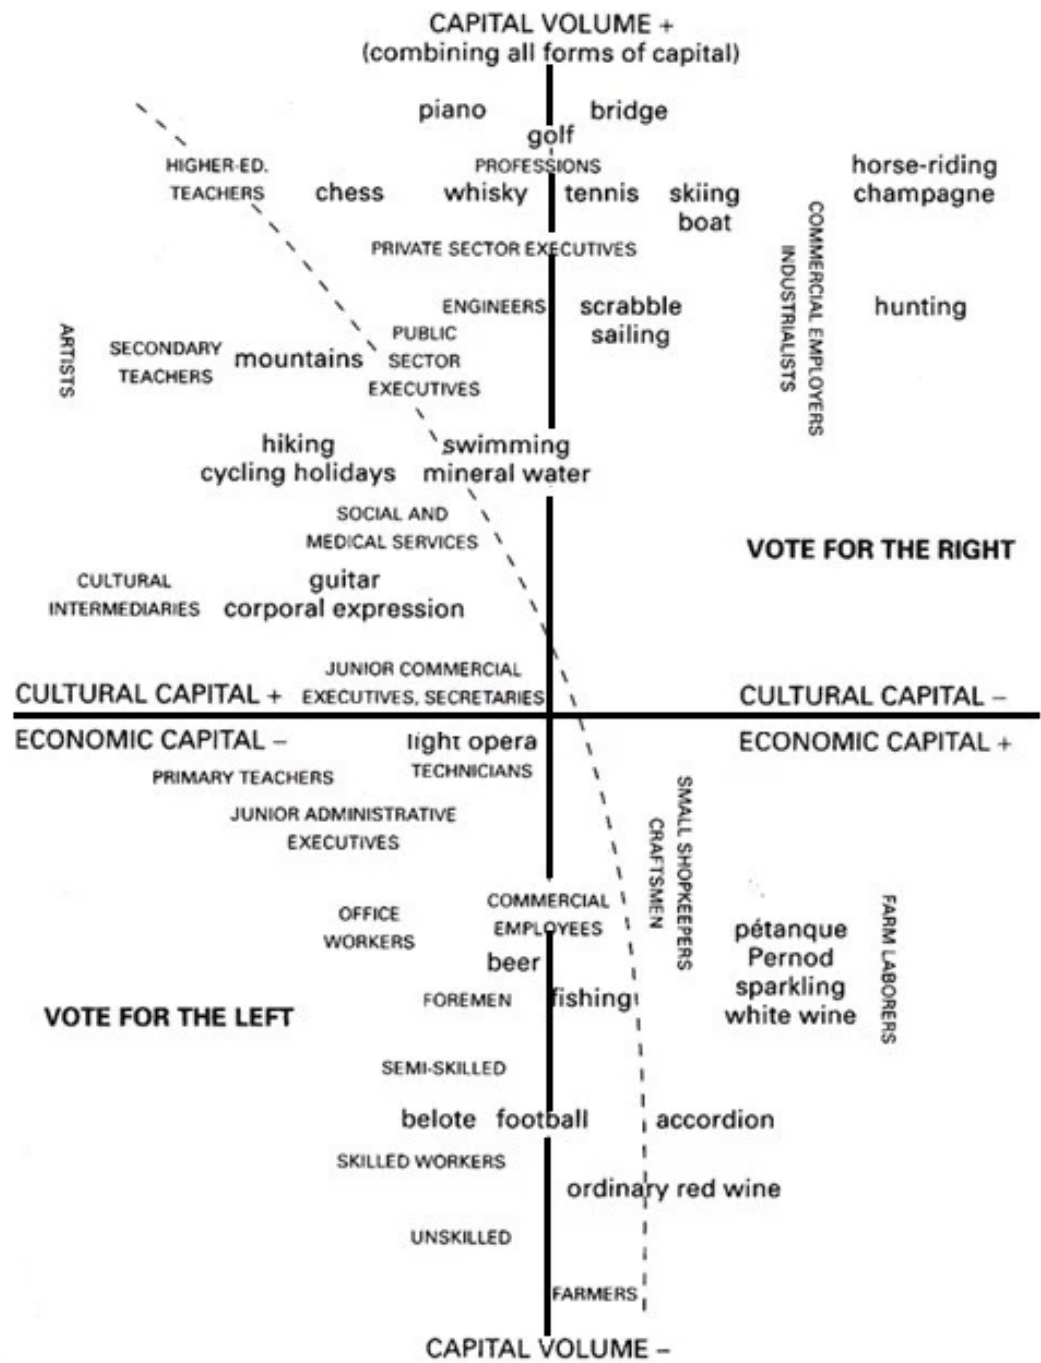 CAPITAL VOLUME +
(combining all forms of capital)
piano
bridge
golf
HIGHER-ED.
TEACHERS
PROFESSIONS
horse-riding
champagne
chess
whisky
tennis
skiing
boat
PRIVATE SECTOR EXECUTIVES
COMMERCIAL EMPLOYERS
INDUSTRIALISTS
ENGINEERS
scrabble
sailing
hunting
ARTISTS
SECONDARY
TEACHERS
mountains
PUBLIC
SECTOR
EXECUTIVES
hiking
cycling holidays
swimming
mineral water
SOCIAL AND
MEDICAL SERVICES
VOTE FOR THE RIGHT
CULTURAL
INTERMEDIARIES
guitar
corporal expression
JUNIOR COMMERCIAL
EXECUTIVES, SECRETARIES
CULTURAL CAPITAL +
CULTURAL CAPITAL –
ECONOMIC CAPITAL –
ECONOMIC CAPITAL +
light opera
TECHNICIANS
PRIMARY TEACHERS
JUNIOR ADMINISTRATIVE
EXECUTIVES
SMALL SHOPKEEPERS
CRAFTSMEN
OFFICE
WORKERS
COMMERCIAL
EMPLOYEES
beer
pétanque
Pernod
sparkling
white wine
FARM LABORERS
FOREMEN
fishing
VOTE FOR THE LEFT
SEMI-SKILLED
belote
football
accordion
SKILLED WORKERS
ordinary red wine
UNSKILLED
FARMERS
CAPITAL VOLUME –